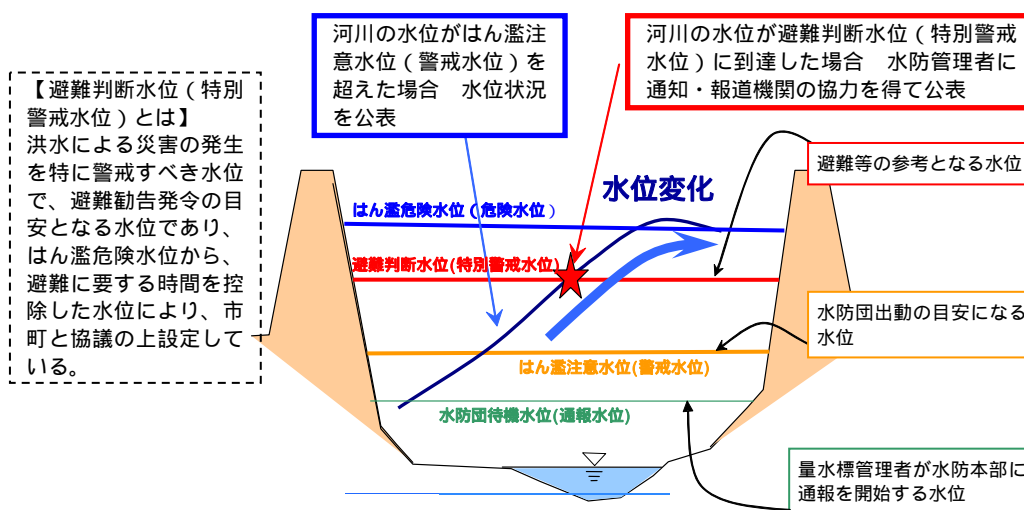 【避難判断水位（特別
警戒水位）とは】
洪水による災害の発生
を特に警戒すべき水位
で、避難勧告発令の目
安となる水位であり、
はん濫危険水位から、
避難に要する時間を控
除した水位により、市
町と協議の上設定して
いる。
河川の水位がはん濫注
意水位（警戒水位）を
超えた場合　水位状況
を公表
河川の水位が避難判断水位（特別警戒
水位）に到達した場合　水防管理者に
通知・報道機関の協力を得て公表
避難等の参考となる水位
水位変化
はん濫危険水位（危険水位）
避難判断水位(特別警戒水位)
水防団出動の目安になる
水位
はん濫注意水位(警戒水位)
水防団待機水位(通報水位)
量水標管理者が水防本部に
通報を開始する水位